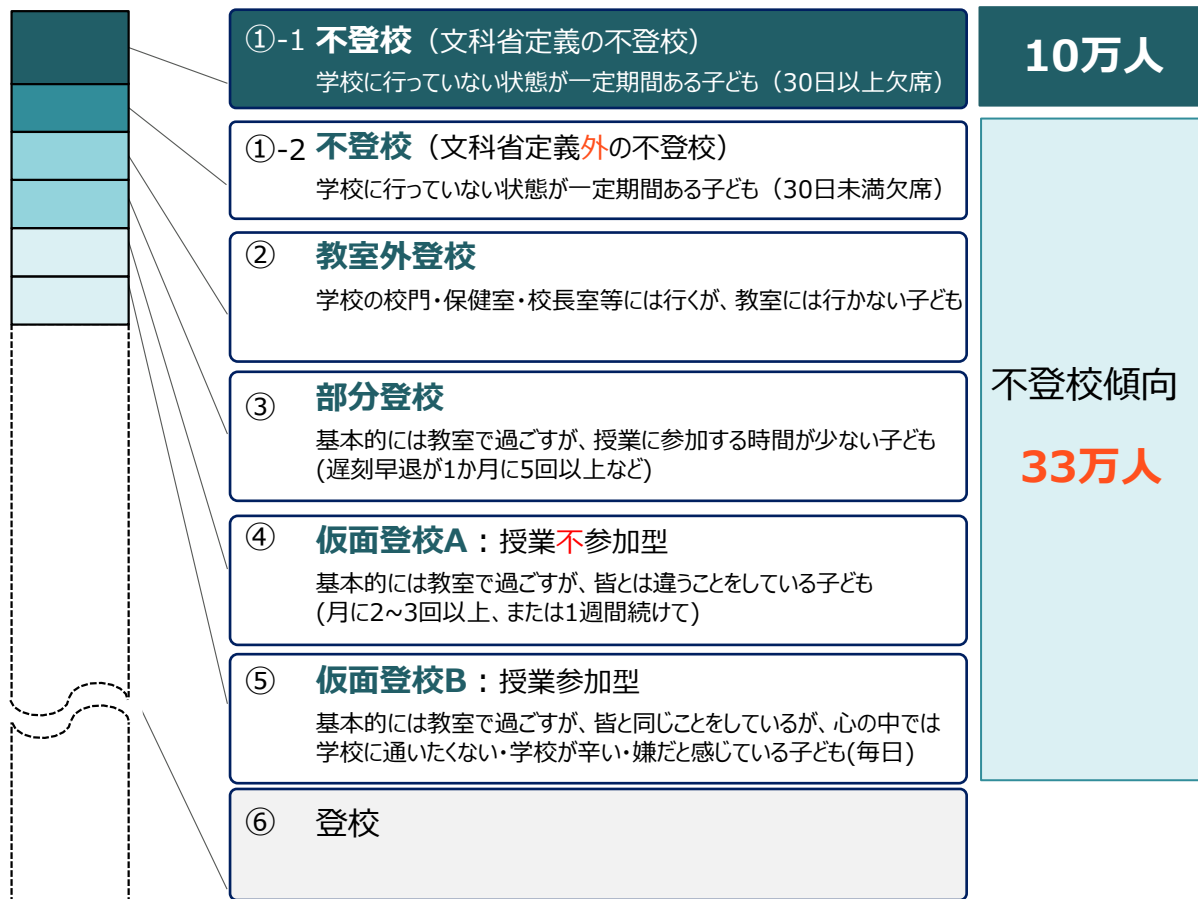 ①-1 不登校（文科省定義の不登校）
学校に行っていない状態が一定期間ある子ども（30日以上欠席）
10万人
①-2 不登校（文科省定義外の不登校）
学校に行っていない状態が一定期間ある子ども（30日未満欠席）
② 教室外登校
学校の校門・保健室・校長室等には行くが、教室には行かない子ども
③ 部分登校
基本的には教室で過ごすが、授業に参加する時間が少ない子ども
(遅刻早退が1か月に5回以上など)
④ 仮面登校A：授業不参加型
基本的には教室で過ごすが、皆とは違うことをしている子ども
(月に2~3回以上、または1週間続けて)
⑤ 仮面登校B：授業参加型
基本的には教室で過ごすが、皆と同じことをしているが、心の中では
学校に通いたくない・学校が辛い・嫌だと感じている子ども(毎日)
不登校傾向
33万人
⑥ 登校